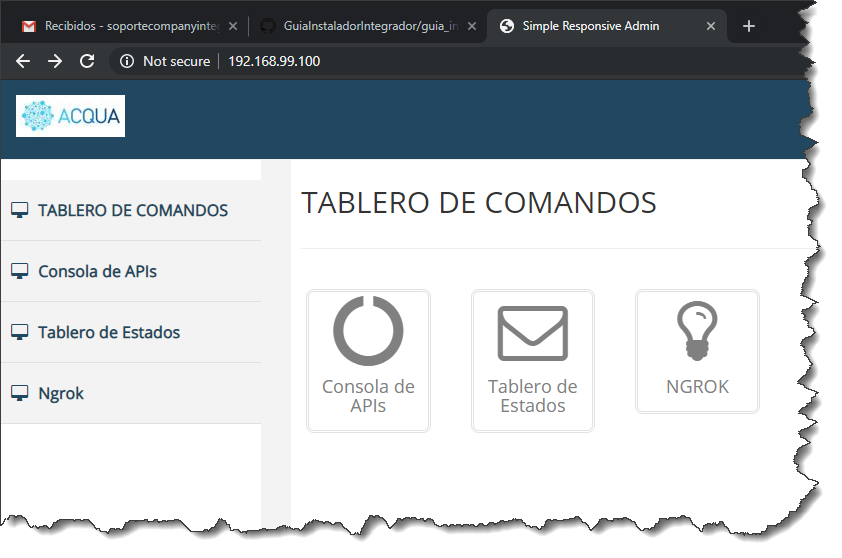 Recibidos - soportecompanyinte
GuiaInstaladorIntegrador/guia_in
Simple Responsive Admin
Not secure
192.168.99.100
ACQUA
TABLERO DE COMANDOS
Consola de APIs
Tablero de Estados
Ngrok
TABLERO DE COMANDOS
Consola de
APIs
Tablero de
Estados
NGROK